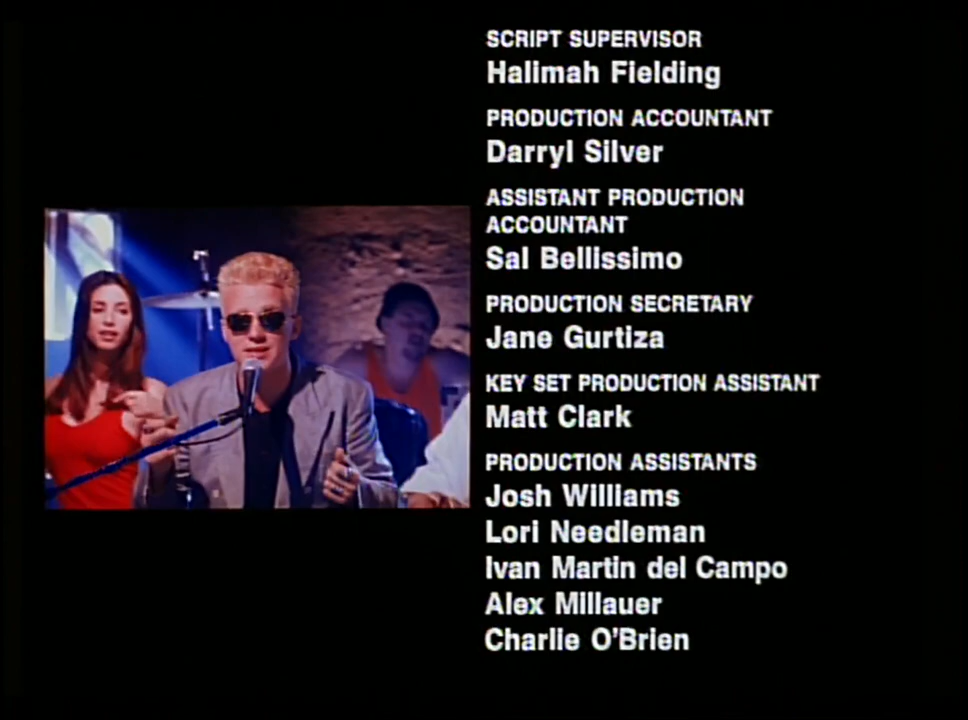 SCRIPT SUPERVISOR
Halimah Fielding
PRODUCTION ACCOUNTANT
Darryl Silver
ASSISTANT PRODUCTION
ACCOUNTANT
Sal Bellissimo
PRODUCTION SECRETARY
Jane Gurtiza
KEY SET PRODUCTION ASSISTANT
Matt Clark
PRODUCTION ASSISTANTS
Josh Williams
Lori Needleman
Ivan Martin del Campo
Alex Millauer
Charlie O'Brien